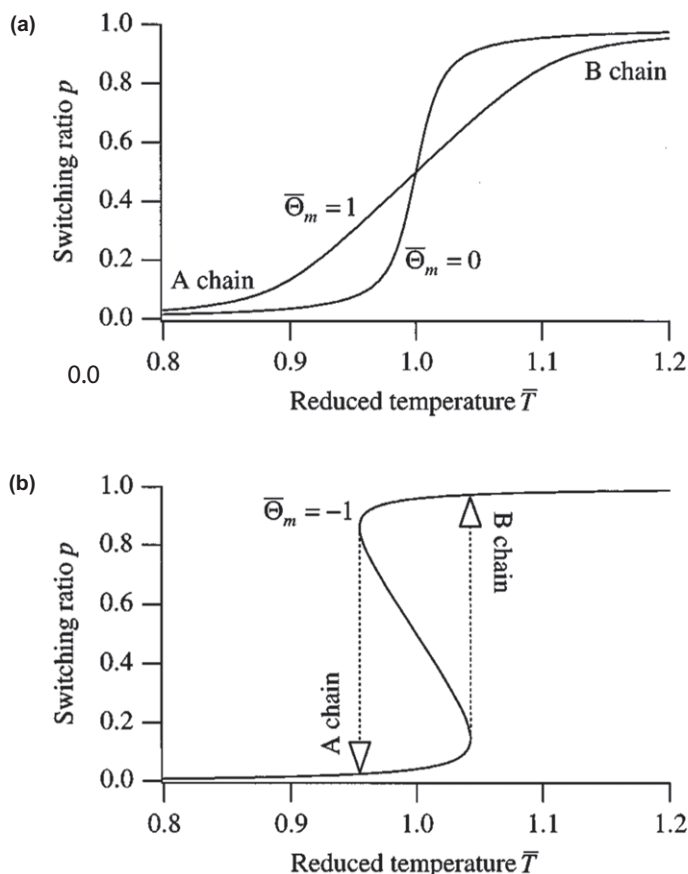 (a)
1.0
0.8
0.6
0.4
0.2
0.0
Switching ratio p
B chain
Θ̅m = 1
A chain
Θ̅m = 0
0.8 0.9 1.0 1.1 1.2
0.0
Reduced temperature T̅
(b)
1.0
0.8
0.6
0.4
0.2
0.0
Switching ratio p
Θ̅m = −1
B chain
A chain
0.8 0.9 1.0 1.1 1.2
Reduced temperature T̅